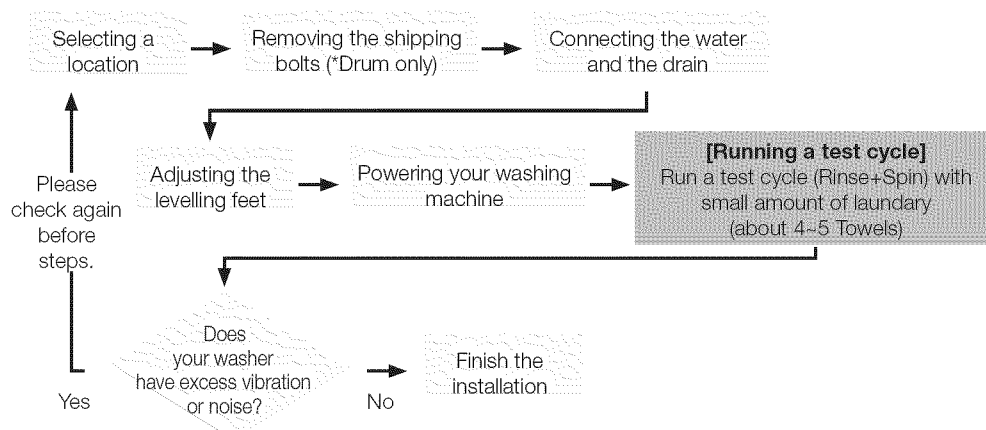 Selecting a
location
Removing the shipping
bolts (*Drum only)
Connecting the water
and the drain
Adjusting the
levelling feet
Powering your washing
machine
[Running a test cycle]
Run a test cycle (Rinse+Spin) with
small amount of laundary
(about 4~5 Towels)
Please
check again
before
steps.
Does
your washer
have excess vibration
or noise?
Yes
No
Finish the
installation